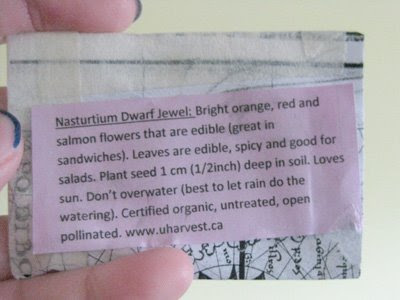 Nasturtium Dwarf Jewel: Bright orange, red and
salmon flowers that are edible (great in
sandwiches). Leaves are edible, spicy and good for
salads. Plant seed 1 cm (1/2inch) deep in soil. Loves
sun. Don't overwater (best to let rain do the
watering). Certified organic, untreated, open
pollinated. www.uharvest.ca